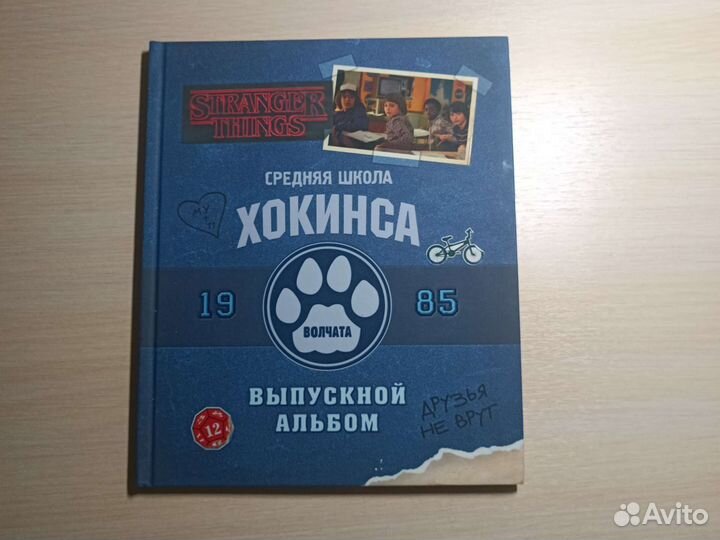 STRANGER
THINGS
СРЕДНЯЯ ШКОЛА
ХОКИНСА
19 85
ВОЛЧАТА
ВЫПУСКНОЙ
АЛЬБОМ
ДРУЗЬЯ
НЕ ВРУТ
12
Avito